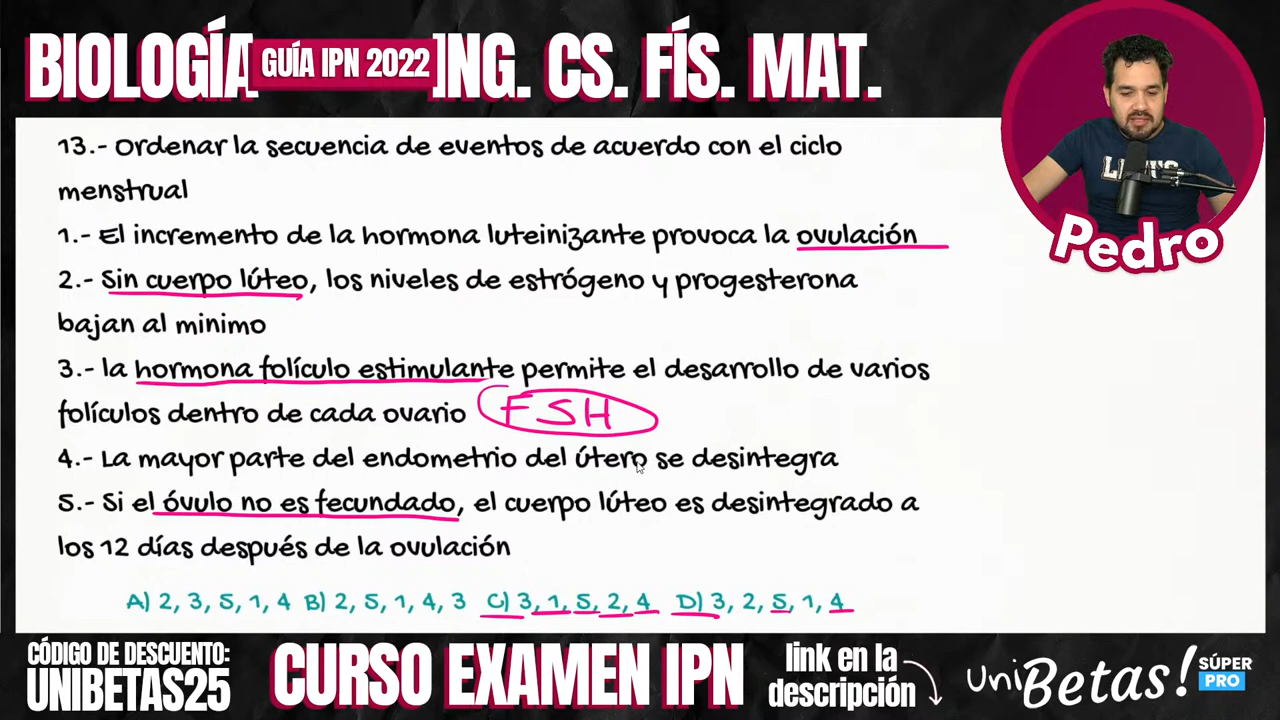 BIOLOGÍA [GUÍA IPN 2022] ING. CS. FÍS. MAT.
Pedro
13.- Ordenar la secuencia de eventos de acuerdo con el ciclo
menstrual
1.- El incremento de la hormona luteinizante provoca la ovulación
2.- Sin cuerpo lúteo, los niveles de estrógeno y progesterona
bajan al minimo
3.- la hormona folículo estimulante permite el desarrollo de varios
folículos dentro de cada ovario FSH
4.- La mayor parte del endometrio del útero se desintegra
5.- Si el óvulo no es fecundado, el cuerpo lúteo es desintegrado a
los 12 días después de la ovulación
A) 2, 3, 5, 1, 4 B) 2, 5, 1, 4, 3 C) 3, 1, 5, 2, 4 D) 3, 2, 5, 1, 4
CÓDIGO DE DESCUENTO:
UNIBETAS25
CURSO EXAMEN IPN
link en la
descripción
uniBetas!
SÚPER
PRO